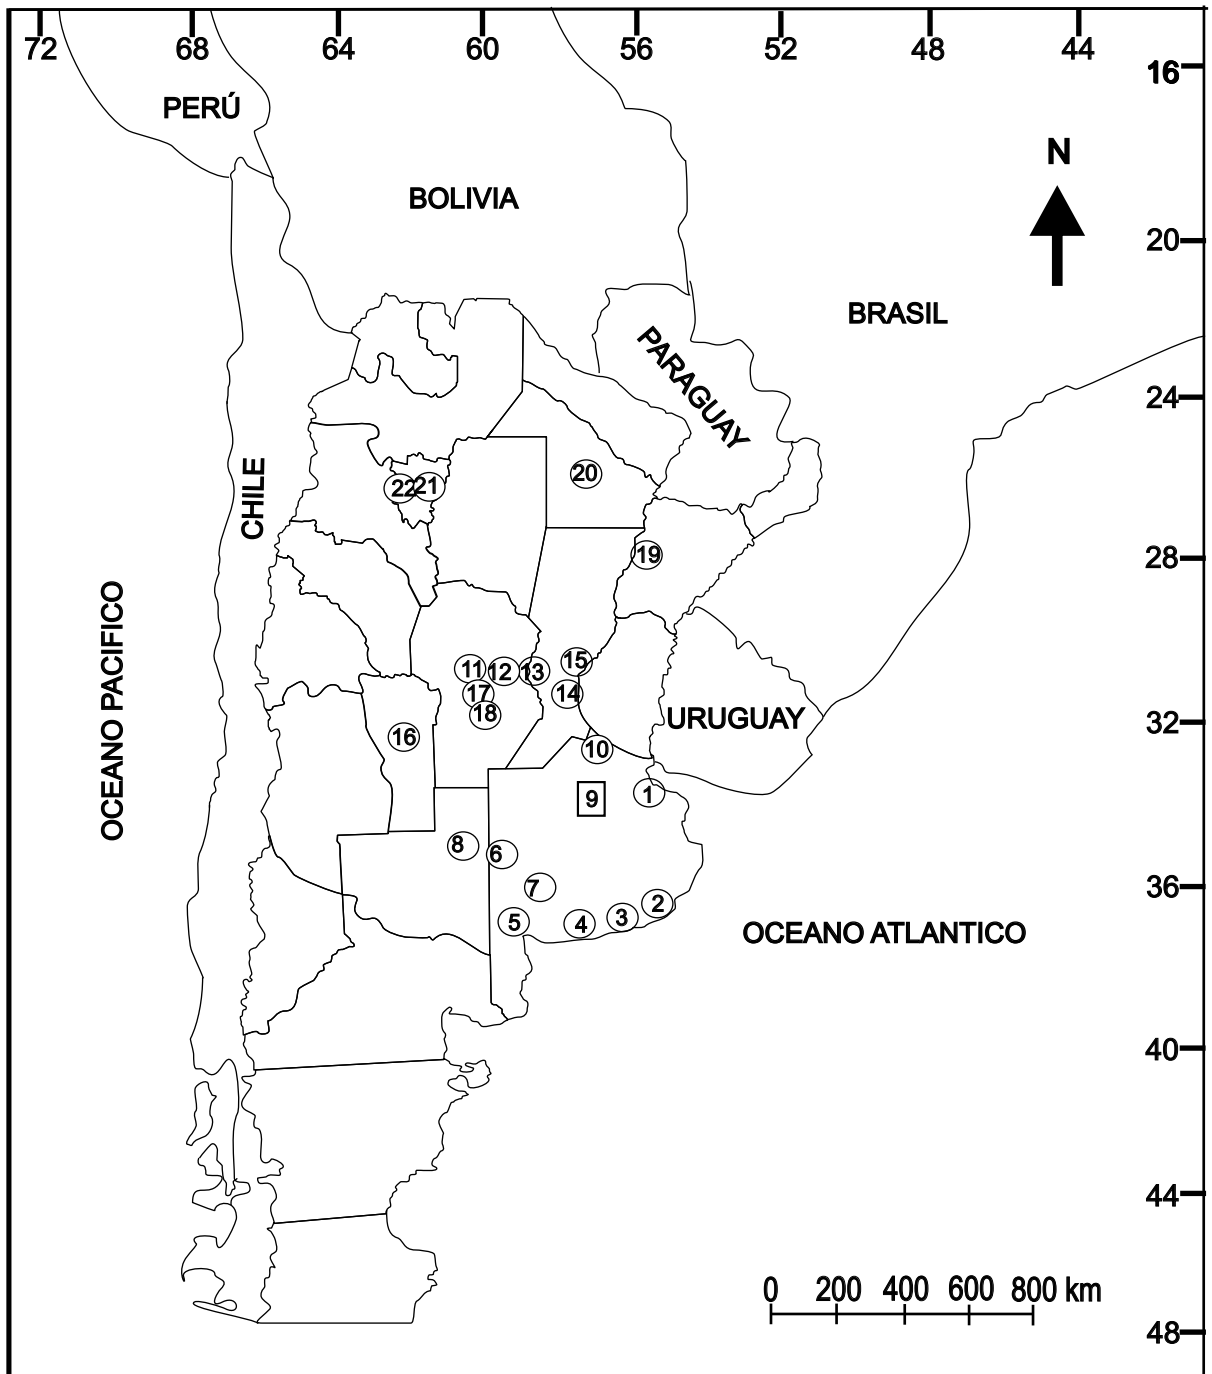 72 68 64 60 56 52 48 44
16
PERÚ
N
BOLIVIA
20
BRASIL
PARAGUAY
24
CHILE
22 21
20
19
28
OCEANO PACIFICO
11 12 13 15
17 14
18
16
URUGUAY
32
10
9
1
8
6
7
36
5 4 3 2
OCEANO ATLANTICO
40
44
0 200 400 600 800 km
48